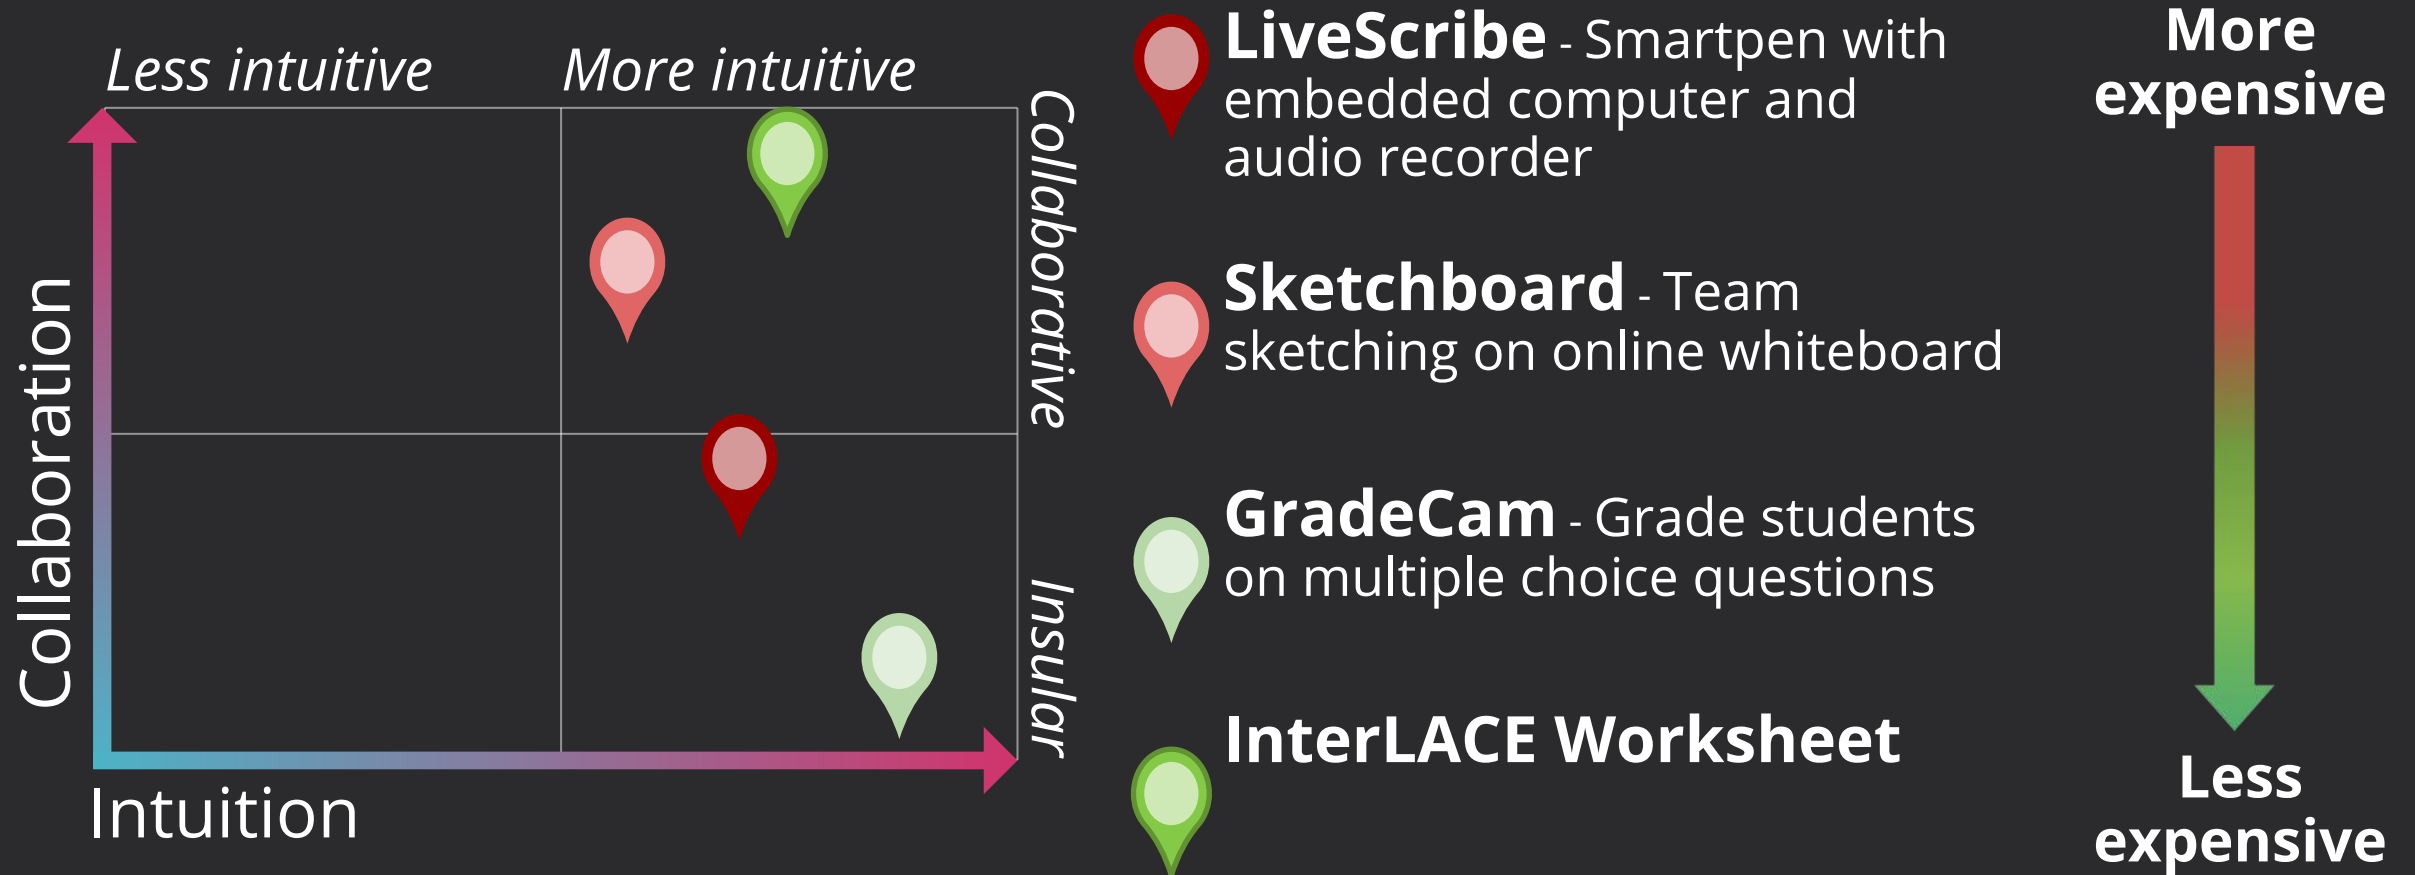 Less intuitive
More intuitive
Collaborative
Insular
Collaboration
Intuition
LiveScribe - Smartpen with
embedded computer and
audio recorder
Sketchboard - Team
sketching on online whiteboard
GradeCam - Grade students
on multiple choice questions
InterLACE Worksheet
More
expensive
Less
expensive